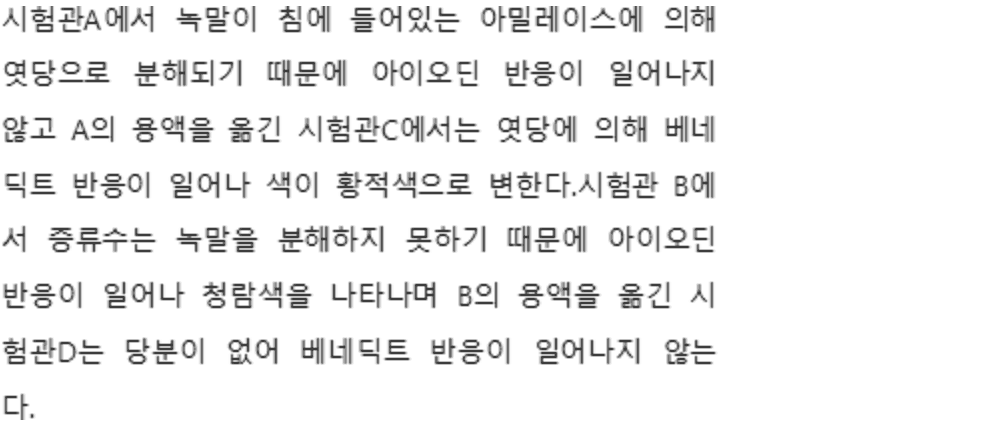 시험관A에서 녹말이 침에 들어있는 아밀레이스에 의해
엿당으로 분해되기 때문에 아이오딘 반응이 일어나지
않고 A의 용액을 옮긴 시험관C에서는 엿당에 의해 베네
딕트 반응이 일어나 색이 황적색으로 변한다.시험관 B에
서 증류수는 녹말을 분해하지 못하기 때문에 아이오딘
반응이 일어나 청람색을 나타나며 B의 용액을 옮긴 시
험관D는 당분이 없어 베네딕트 반응이 일어나지 않는
다.